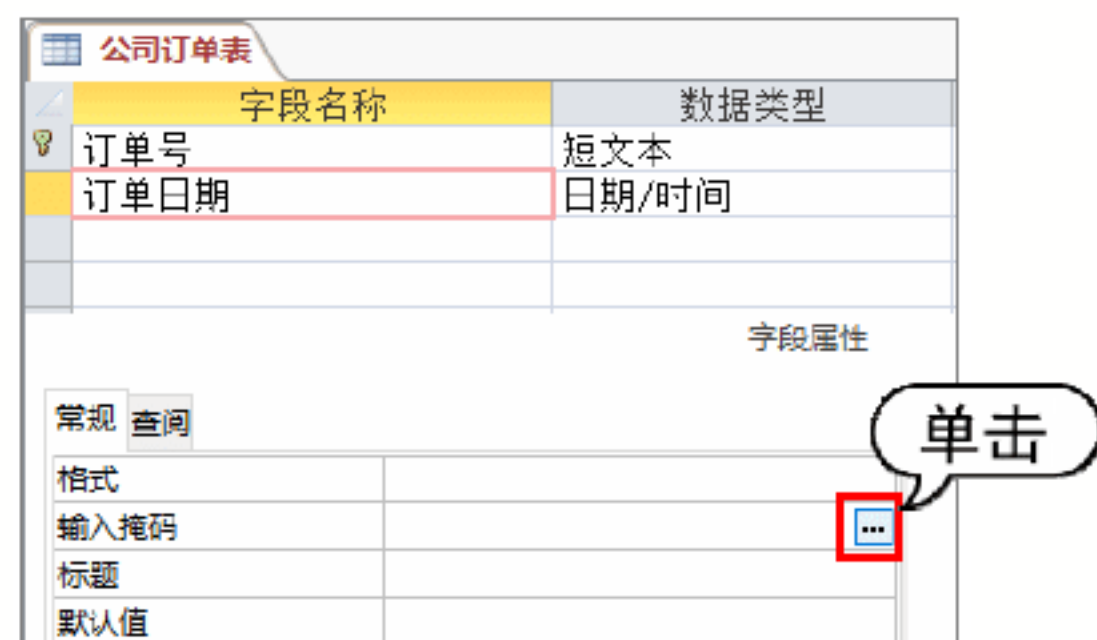 公司订单表
字段名称 数据类型
订单号 短文本
订单日期 日期/时间
字段属性
常规 查阅
单击
格式
输入掩码 ...
标题
默认值